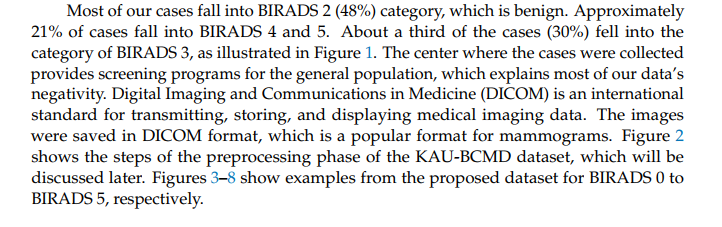 Most of our cases fall into BIRADS 2 (48%) category, which is benign. Approximately
21% of cases fall into BIRADS 4 and 5. About a third of the cases (30%) fell into the
category of BIRADS 3, as illustrated in Figure 1. The center where the cases were collected
provides screening programs for the general population, which explains most of our data's
negativity. Digital Imaging and Communications in Medicine (DICOM) is an international
standard for transmitting, storing, and displaying medical imaging data. The images
were saved in DICOM format, which is a popular format for mammograms. Figure 2
shows the steps of the preprocessing phase of the KAU-BCMD dataset, which will be
discussed later. Figures 3–8 show examples from the proposed dataset for BIRADS 0 to
BIRADS 5, respectively.